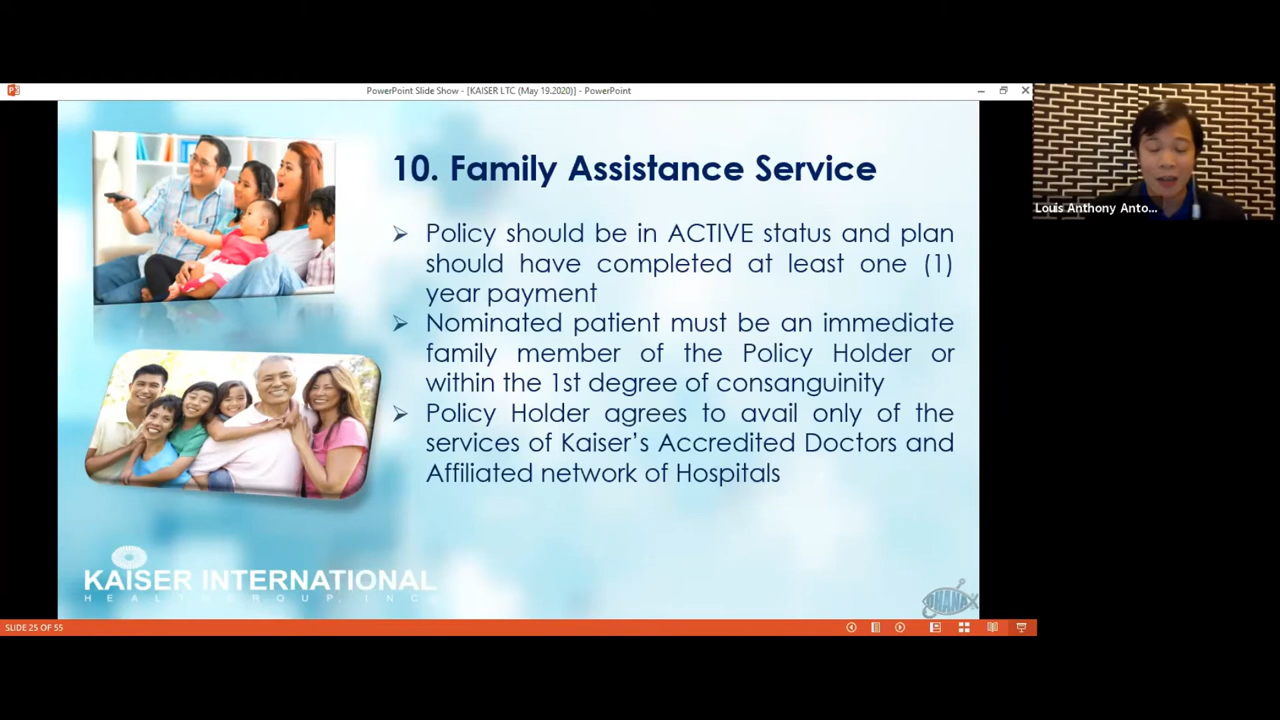 PowerPoint Slide Show - [KAISER LTC (May 19.2020)] - PowerPoint
10. Family Assistance Service
➢ Policy should be in ACTIVE status and plan
should have completed at least one (1)
year payment
➢ Nominated patient must be an immediate
family member of the Policy Holder or
within the 1st degree of consanguinity
➢ Policy Holder agrees to avail only of the
services of Kaiser's Accredited Doctors and
Affiliated network of Hospitals
KAISER INTERNATIONAL
HEALTHGROUP, INC.
OHANA
SLIDE 25 OF 55
Louis Anthony Anto...